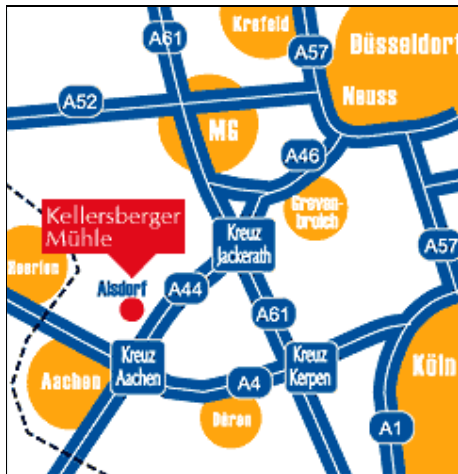 A61
Krefeld
A57
Düsseldorf
A52
Neuss
MG
A46
Greven-
broich
Kellersberger
Mühle
Kreuz
Jackerath
A57
Heerlen
Alsdorf
A44
A61
Kreuz
Aachen
Kreuz
Kerpen
Köln
Aachen
A4
Düren
A1